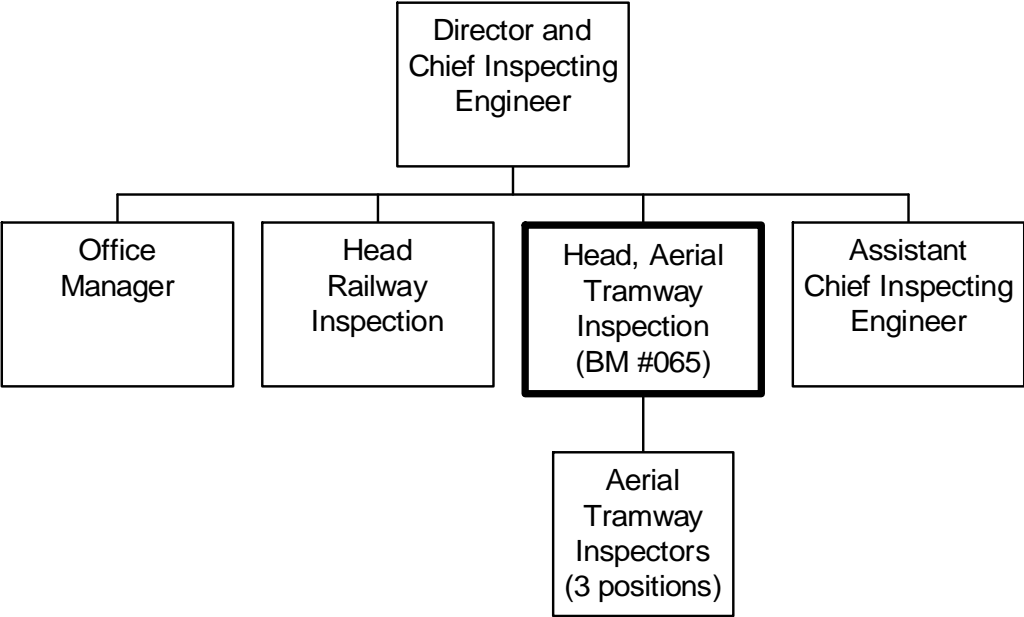 Director and
Chief Inspecting
Engineer
Office
Manager
Head
Railway
Inspection
Head, Aerial
Tramway
Inspection
(BM #065)
Assistant
Chief Inspecting
Engineer
Aerial
Tramway
Inspectors
(3 positions)